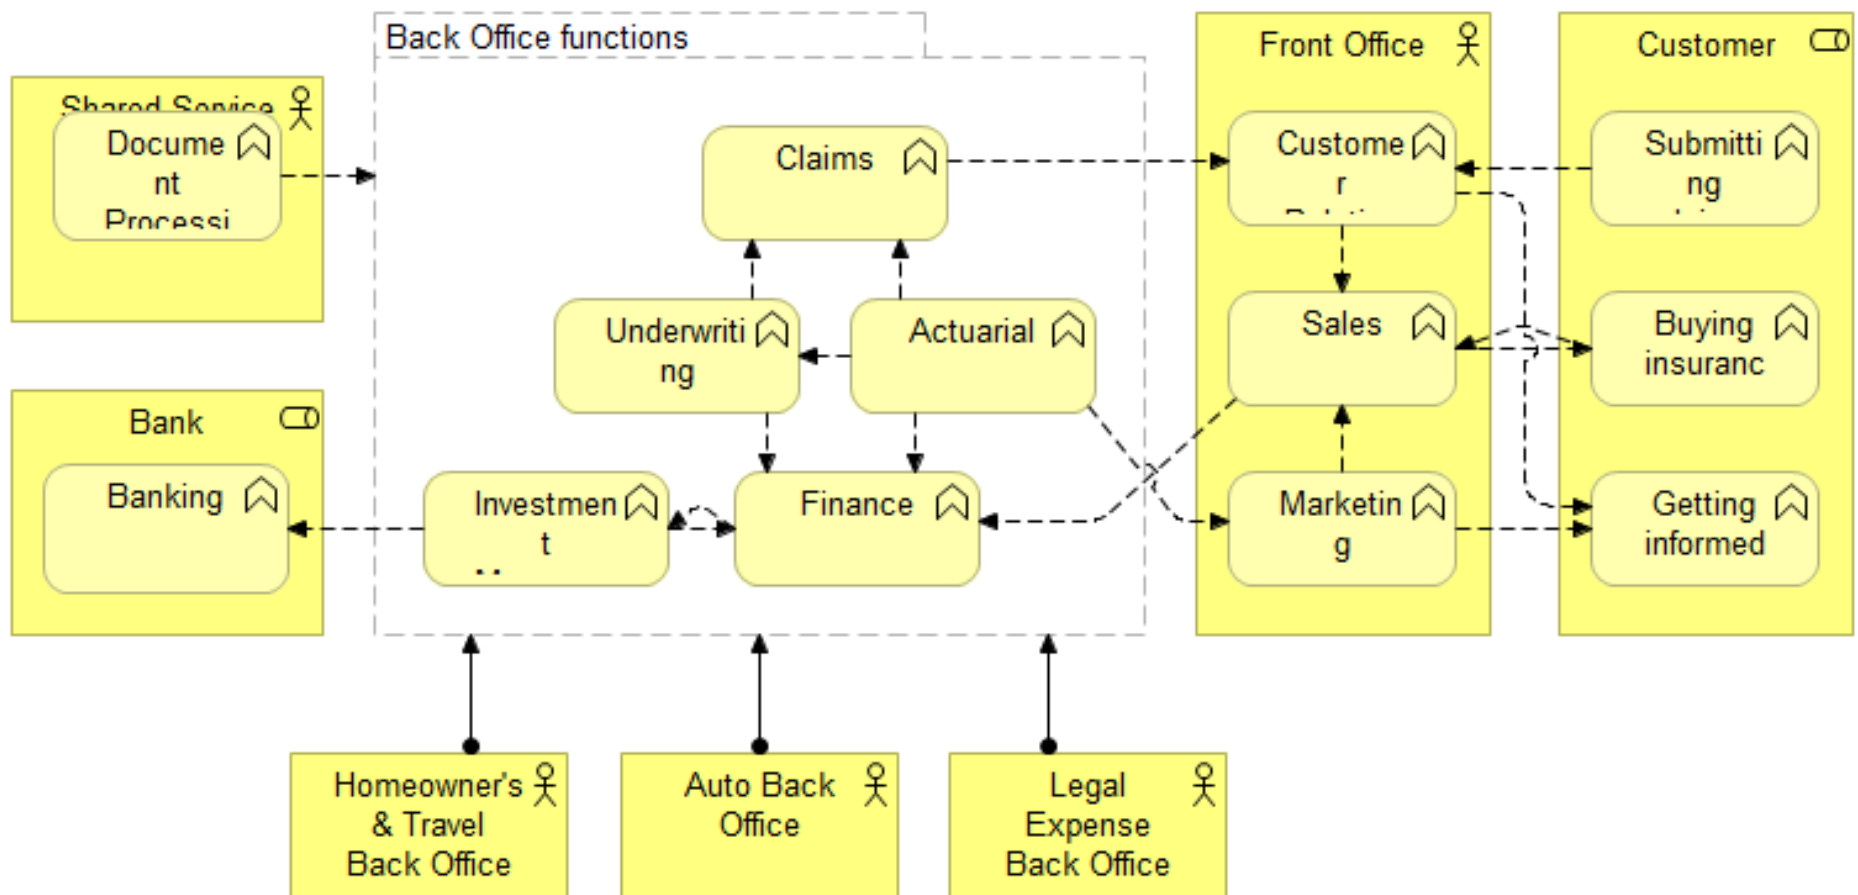 Back Office functions
Front Office
Customer
Shared Service
Docume
nt
Processi
Claims
Custome
r
Submitti
ng
Underwriti
ng
Actuarial
Sales
Buying
insuranc
Bank
Banking
Investmen
t
Finance
Marketin
g
Getting
informed
Homeowner's
& Travel
Back Office
Auto Back
Office
Legal
Expense
Back Office